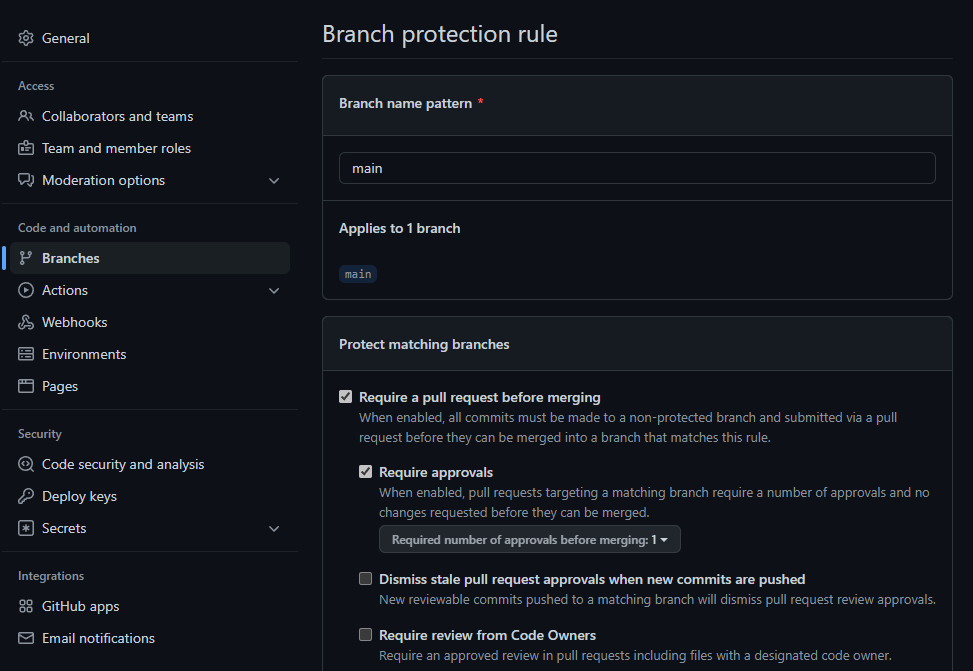 General
Access
Collaborators and teams
Team and member roles
Moderation options
Code and automation
Branches
Actions
Webhooks
Environments
Pages
Security
Code security and analysis
Deploy keys
Secrets
Integrations
GitHub apps
Email notifications
Branch protection rule
Branch name pattern *
main
Applies to 1 branch
main
Protect matching branches
Require a pull request before merging
When enabled, all commits must be made to a non-protected branch and submitted via a pull
request before they can be merged into a branch that matches this rule.
Require approvals
When enabled, pull requests targeting a matching branch require a number of approvals and no
changes requested before they can be merged.
Required number of approvals before merging: 1
Dismiss stale pull request approvals when new commits are pushed
New reviewable commits pushed to a matching branch will dismiss pull request review approvals.
Require review from Code Owners
Require an approved review in pull requests including files with a designated code owner.